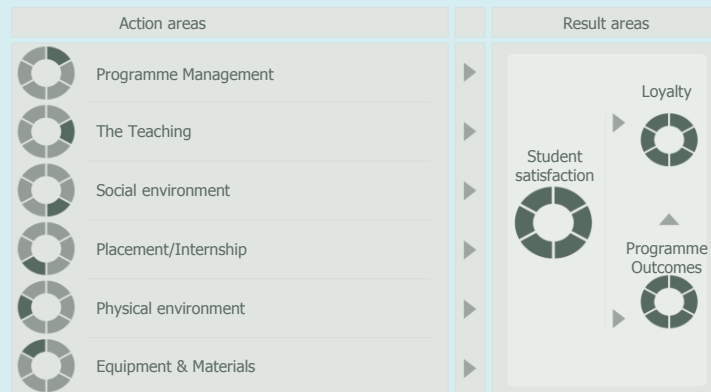 Action areas
Result areas
Programme Management
The Teaching
Social environment
Placement/Internship
Physical environment
Equipment & Materials
Student
satisfaction
Loyalty
Programme
Outcomes